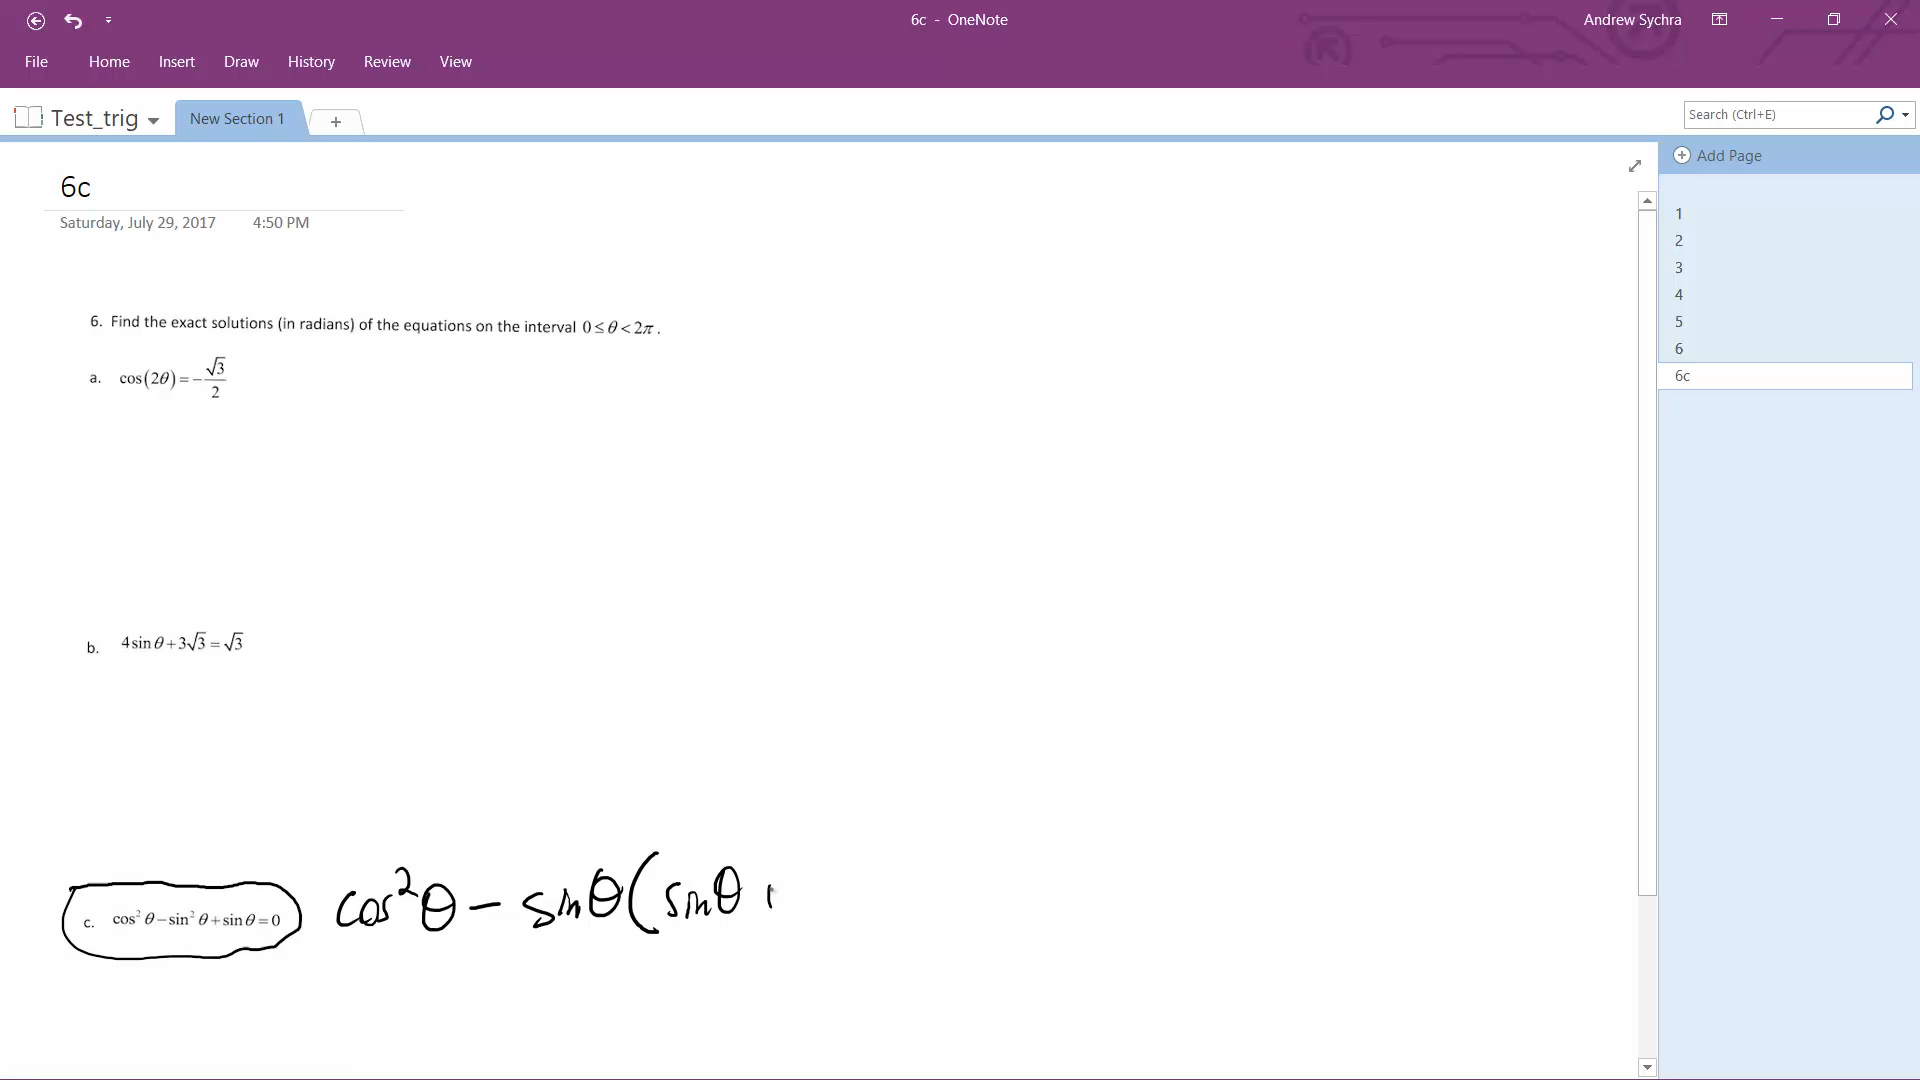 6c - OneNote
Andrew Sychra
File Home Insert Draw History Review View
Test_trig
New Section 1
+
Search (Ctrl+E)
Add Page
6c
Saturday, July 29, 2017 4:50 PM
6. Find the exact solutions (in radians) of the equations on the interval 0 ≤ θ < 2π .
a. cos(2θ) = −√3/2
b. 4 sin θ + 3√3 = √3
c. cos² θ − sin² θ + sin θ = 0
cos²θ − sinθ(sinθ
1
2
3
4
5
6
6c